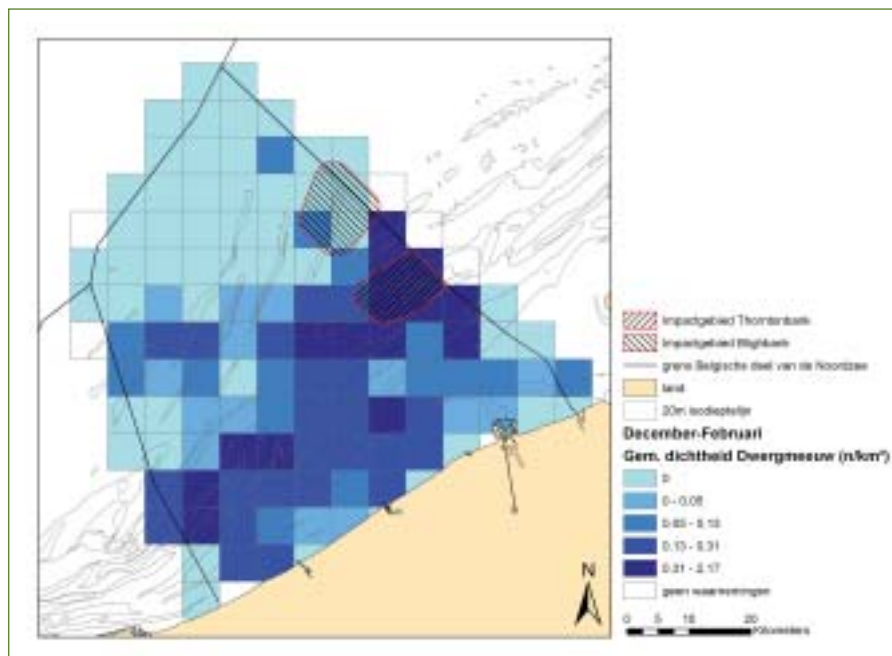 Impactgebied Thorntonbank
Impactgebied Blighbank
grens Belgische deel van de Noordzee
land
20m isodieptelijn
December-Februari
Gem. dichtheid Dwergmeeuw (n/km²)
0
0 - 0.05
0.05 - 0.13
0.13 - 0.31
0.31 - 2.17
geen waarnemingen
N
0 5 10 20
Kilometers